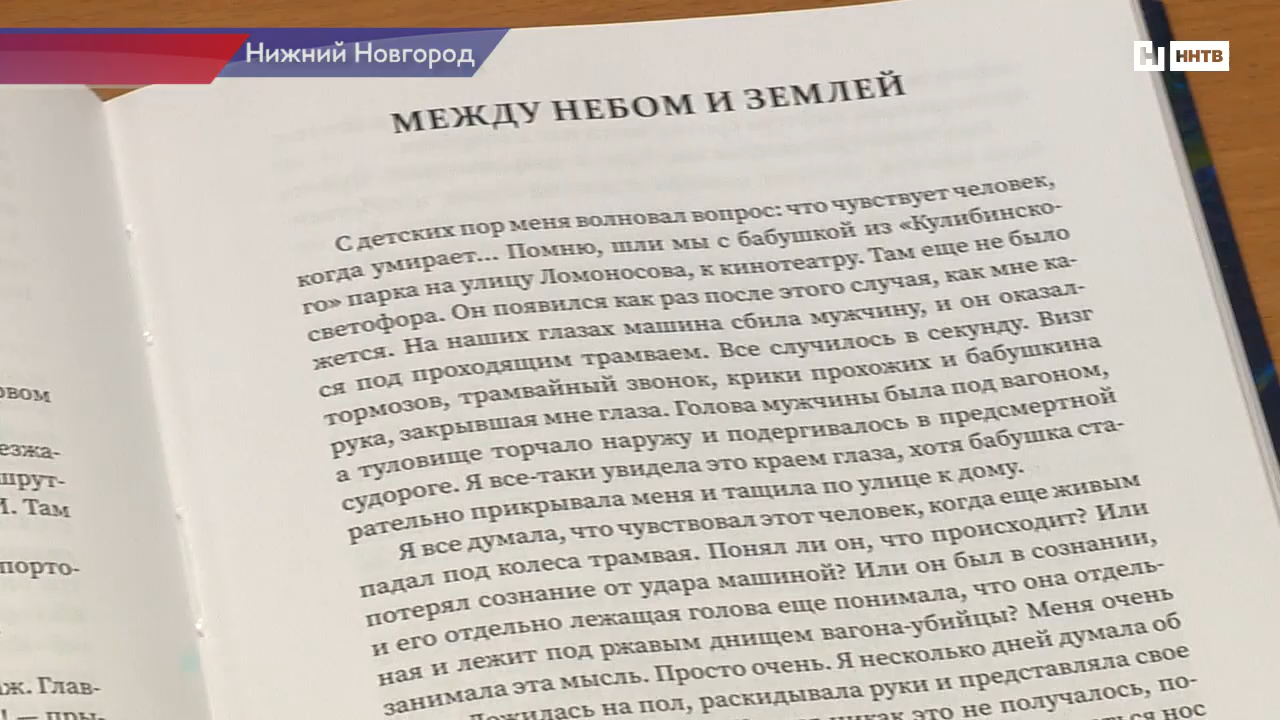 Нижний Новгород
ННТВ
МЕЖДУ НЕБОМ И ЗЕМЛЕЙ
С детских пор меня волновал вопрос: что чувствует человек,
когда умирает... Помню, шли мы с бабушкой из «Кулибинско-
го» парка на улицу Ломоносова, к кинотеатру. Там еще не было
светофора. Он появился как раз после этого случая, как мне ка-
жется. На наших глазах машина сбила мужчину, и он оказал-
ся под проходящим трамваем. Все случилось в секунду. Визг
тормозов, трамвайный звонок, крики прохожих и бабушкина
рука, закрывшая мне глаза. Голова мужчины была под вагоном,
а туловище торчало наружу и подергивалось в предсмертной
судороге. Я все-таки увидела это краем глаза, хотя бабушка ста-
рательно прикрывала меня и тащила по улице к дому.
Я все думала, что чувствовал этот человек, когда еще живым
падал под колеса трамвая. Понял ли он, что происходит? Или
потерял сознание от удара машиной? Или он был в сознании,
и его отдельно лежащая голова еще понимала, что она отдель-
ная и лежит под ржавым днищем вагона-убийцы? Меня очень
занимала эта мысль. Просто очень. Я несколько дней думала об
Ложилась на пол, раскидывала руки и представляла свое
никак это не получалось, по-
нос
езжа-
шрут-
Там
порто-
Глав-